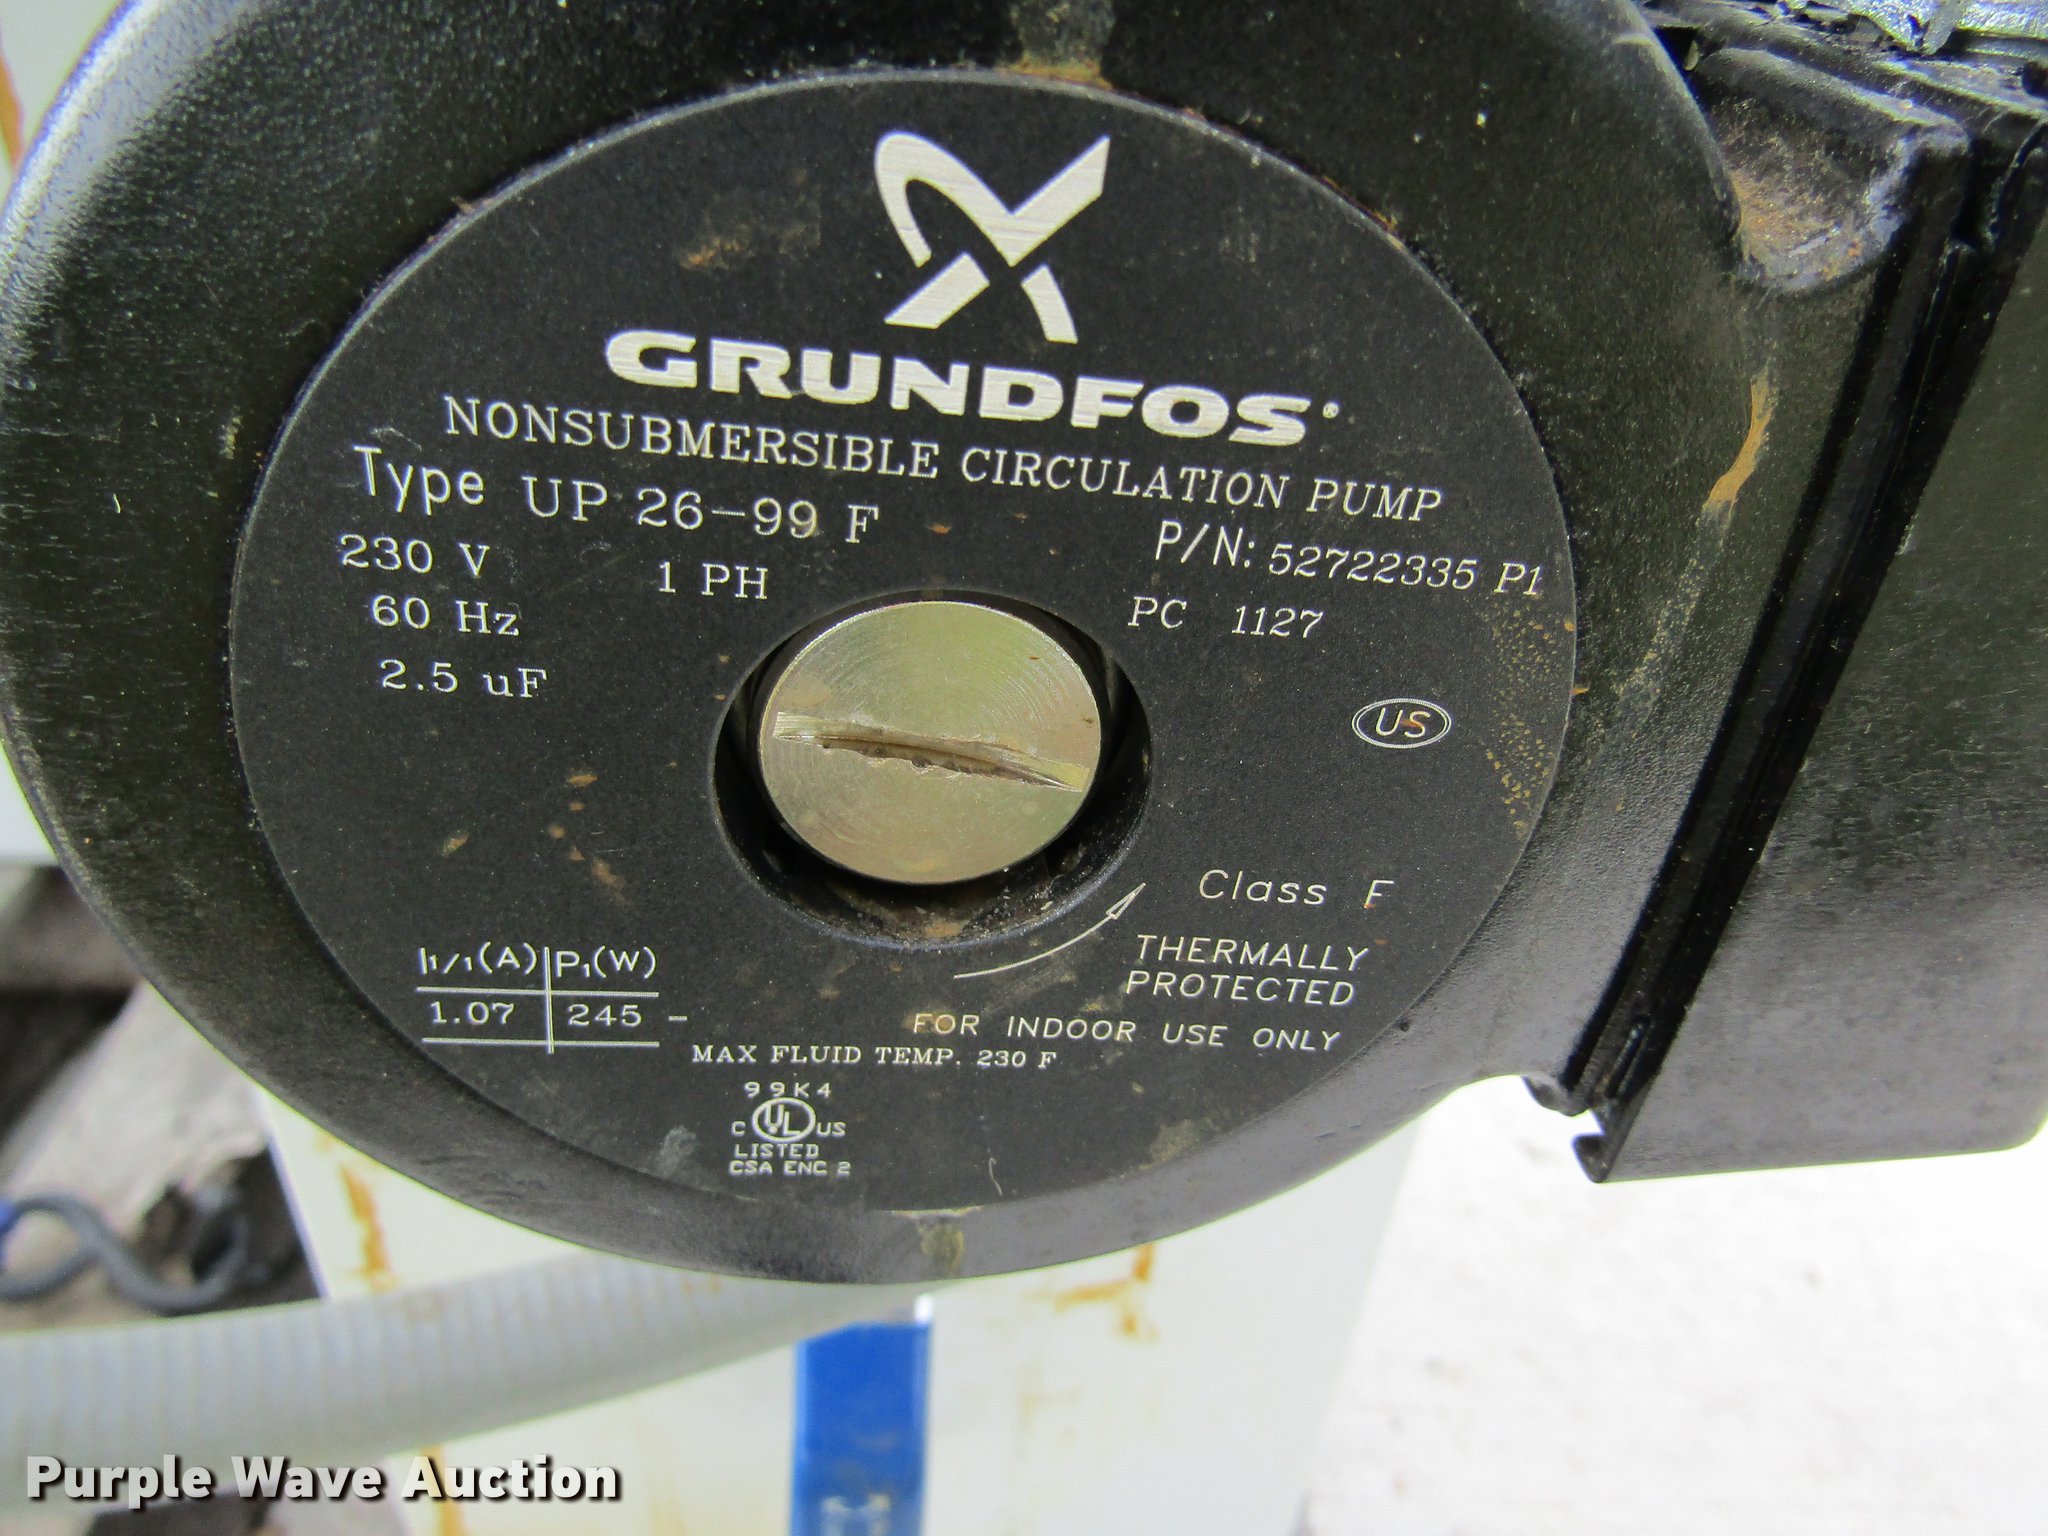 GRUNDFOS®
NONSUBMERSIBLE CIRCULATION PUMP
Type UP 26-99 F
P/N: 52722335 P1
230 V 1 PH
PC 1127
60 Hz
2.5 uF
US
Class F
THERMALLY
PROTECTED
I1/1(A) P1(W)
1.07 245 -
FOR INDOOR USE ONLY
MAX FLUID TEMP. 230 F
99K4
C UL US
LISTED
CSA ENC 2
Purple Wave Auction